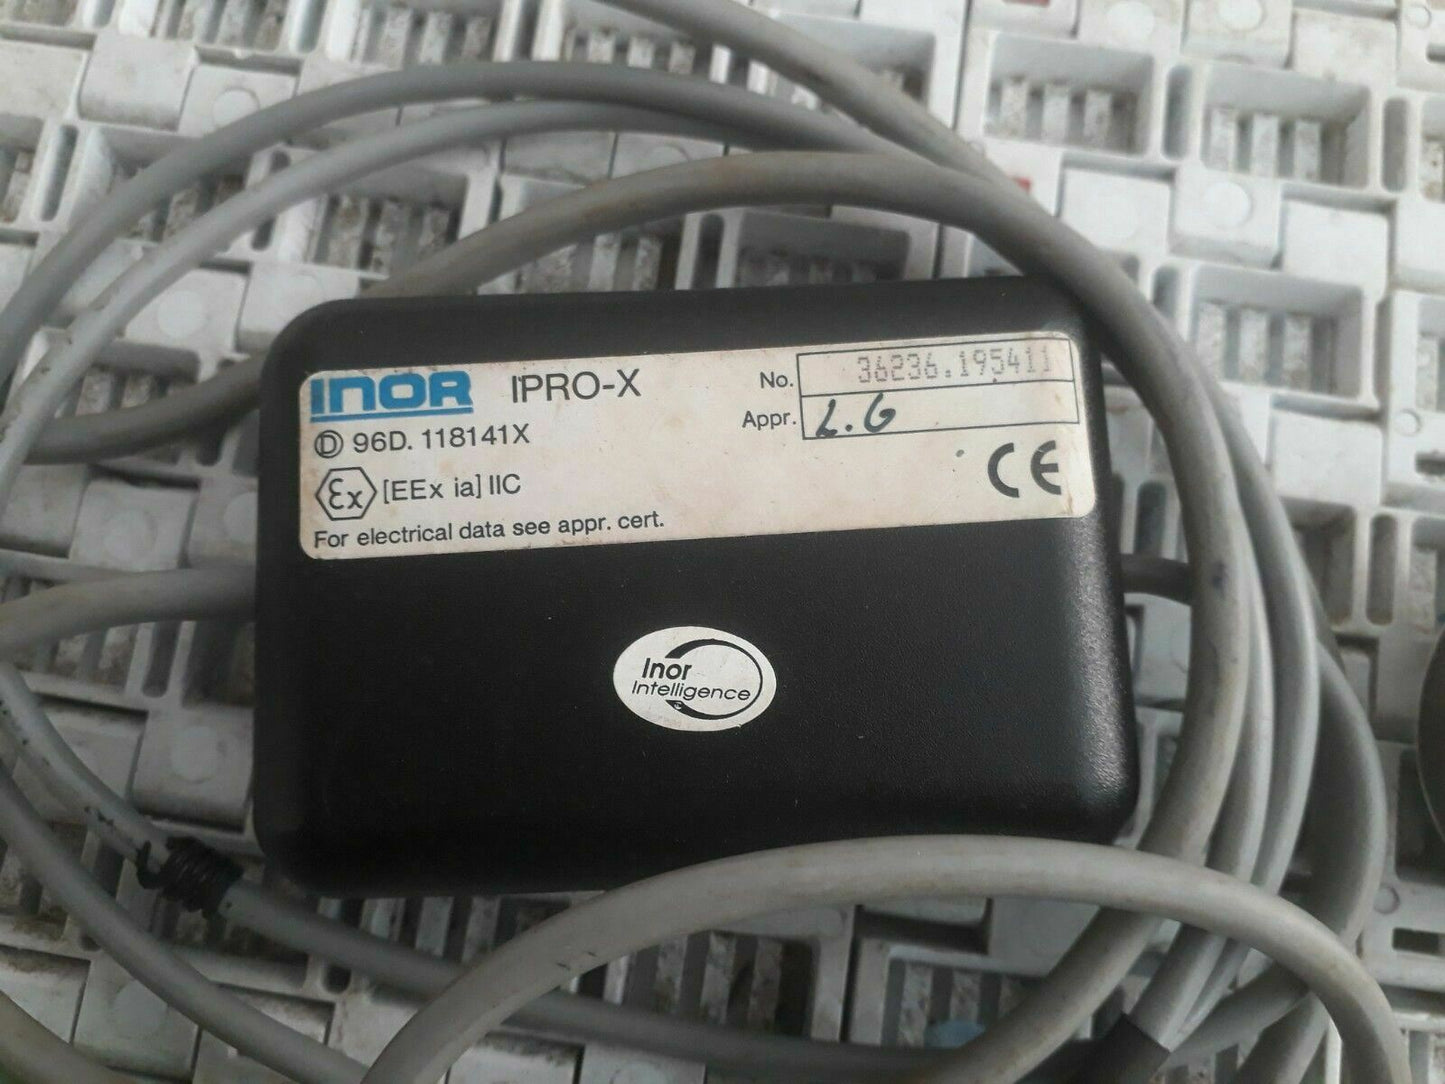 INOR IPRO-X
No. 36236.195411
Appr. L.G
D 96D. 118141X
Ex [EEx ia] IIC
CE
For electrical data see appr. cert.
Inor
Intelligence